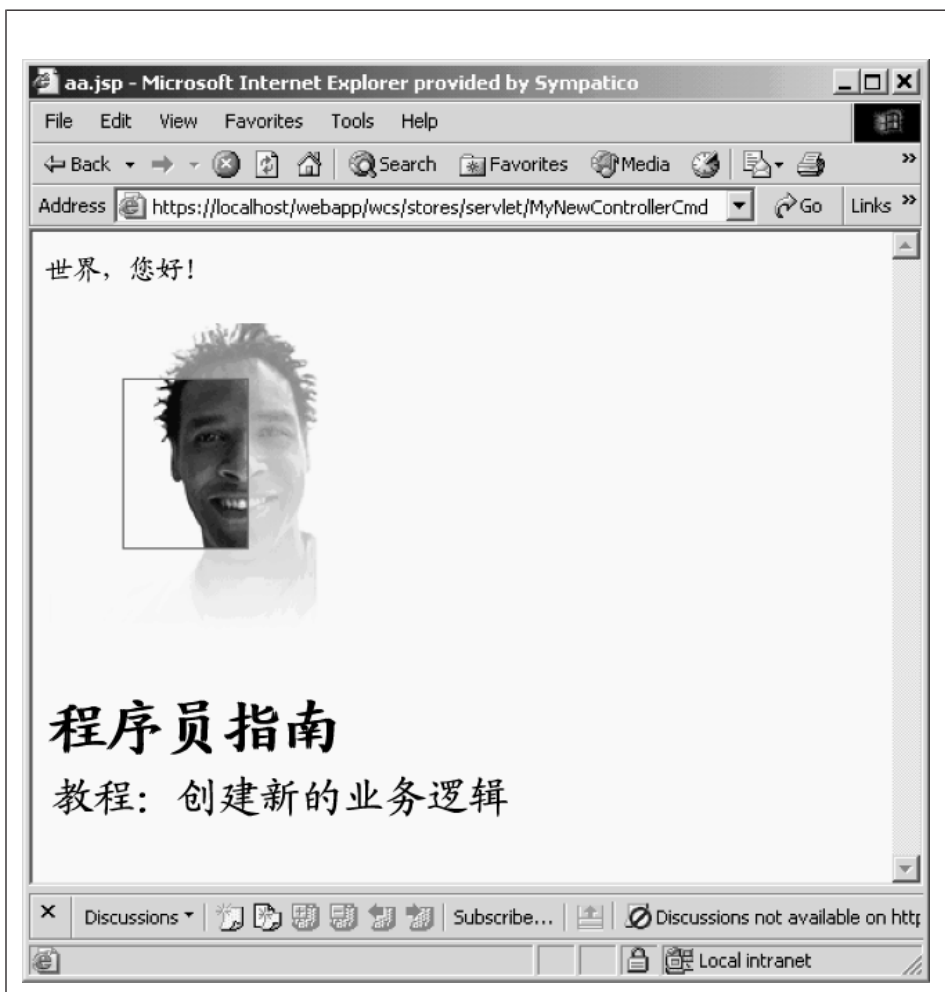 aa.jsp - Microsoft Internet Explorer provided by Sympatico
File Edit View Favorites Tools Help
Back Search Favorites Media »
Address https://localhost/webapp/wcs/stores/servlet/MyNewControllerCmd Go Links »
世界，您好！
程序员指南
教程：创建新的业务逻辑
× Discussions Subscribe... Discussions not available on http
Local intranet